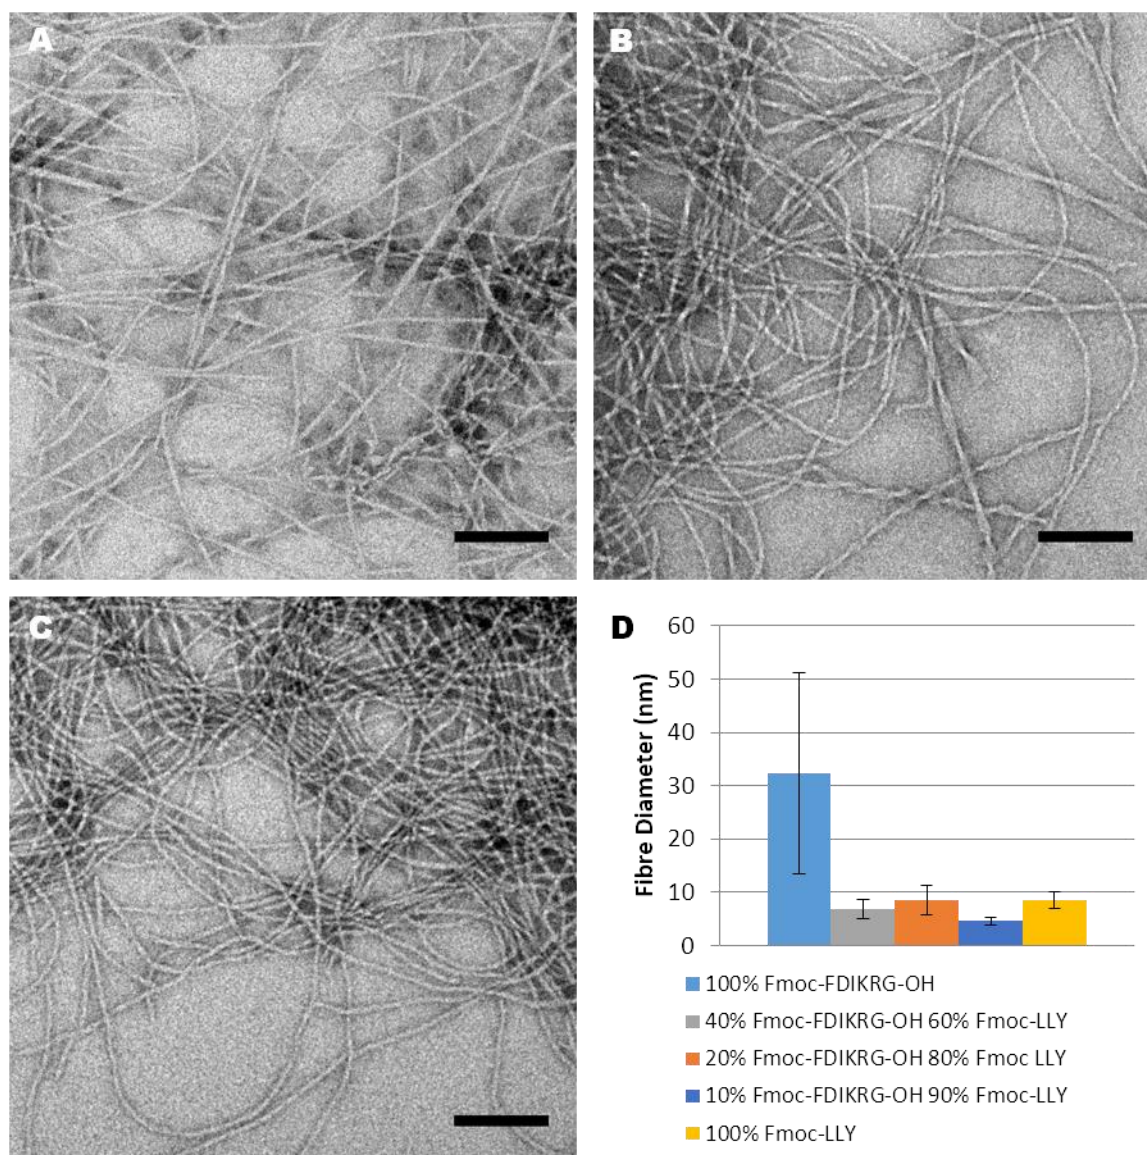 A
B
C
D
60
50
40
30
20
10
0
Fibre Diameter (nm)
100% Fmoc-FDIKRG-OH
40% Fmoc-FDIKRG-OH 60% Fmoc-LLY
20% Fmoc-FDIKRG-OH 80% Fmoc LLY
10% Fmoc-FDIKRG-OH 90% Fmoc-LLY
100% Fmoc-LLY